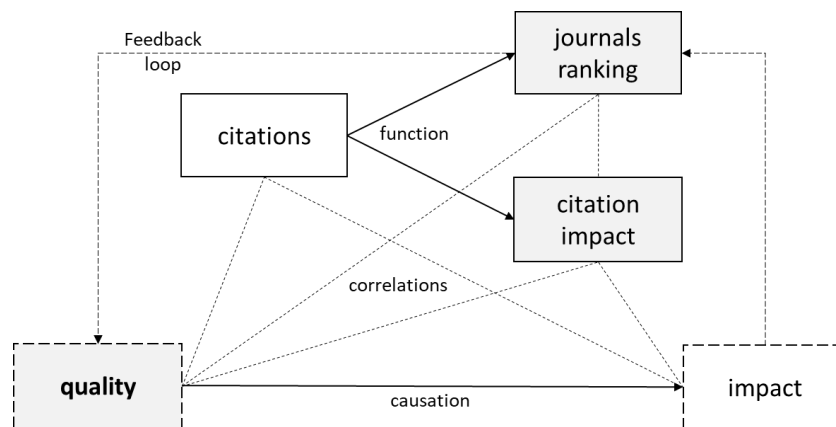 Feedback
loop
journals
ranking
citations
function
citation
impact
correlations
quality
causation
impact